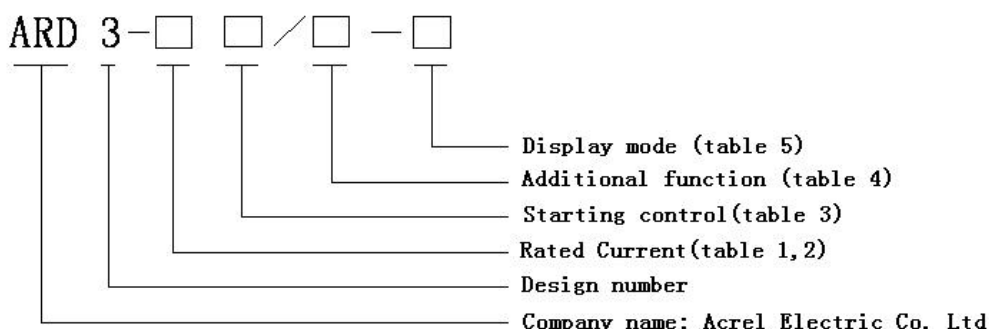 ARD 3-□ □/□ -□
Display mode (table 5)
Additional function (table 4)
Starting control(table 3)
Rated Current(table 1,2)
Design number
Company name: Acrel Electric Co. Ltd